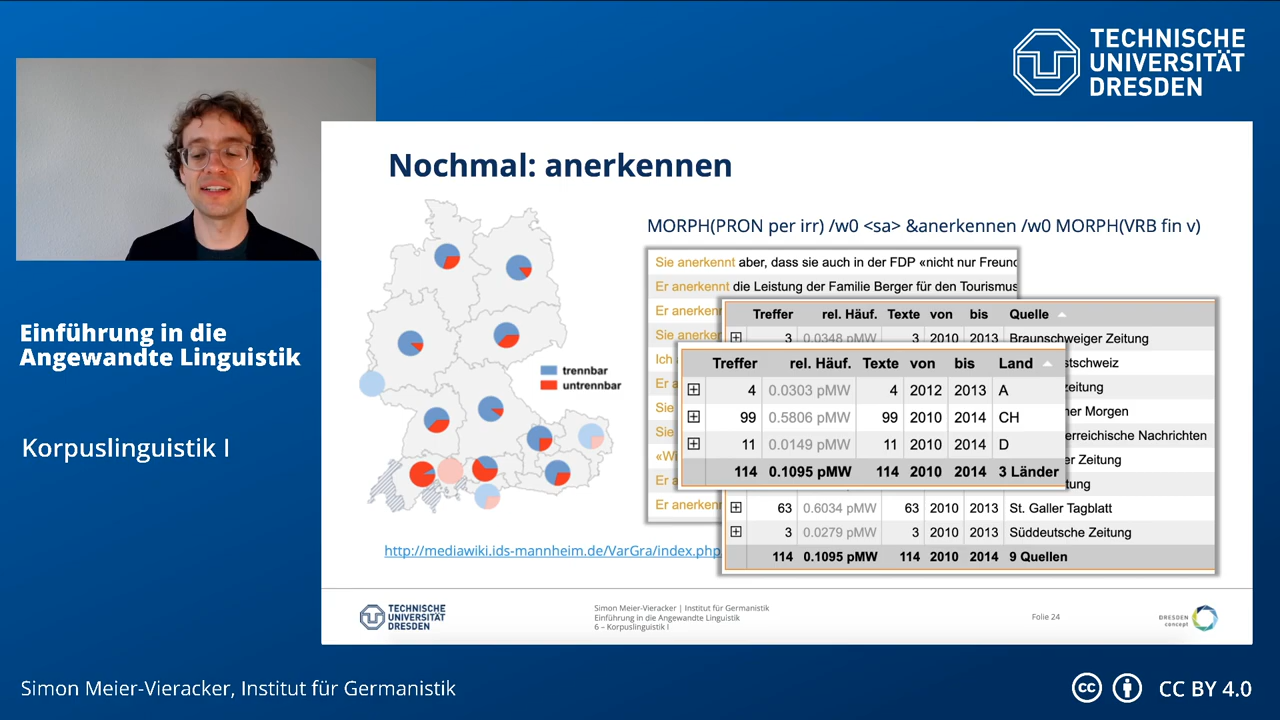 TECHNISCHE
UNIVERSITÄT
DRESDEN
Nochmal: anerkennen
MORPH(PRON per irr) /w0 <sa> &anerkennen /w0 MORPH(VRB fin v)
trennbar
untrennbar
Sie anerkennt aber, dass sie auch in der FDP «nicht nur Freund
Er anerkennt die Leistung der Familie Berger für den Tourismus
Er anerken
Sie anerke
Ich
Er a
Sie
Sie
«Wi
Er a
Er anerkenn
Treffer rel. Häuf. Texte von bis Quelle
3 0.0348 pMW 3 2010 2013 Braunschweiger Zeitung
stschweiz
eitung
ner Morgen
erreichische Nachrichten
er Zeitung
tung
63 0.6034 pMW 63 2010 2013 St. Galler Tagblatt
3 0.0279 pMW 3 2010 2013 Süddeutsche Zeitung
114 0.1095 pMW 114 2010 2014 9 Quellen
Treffer rel. Häuf. Texte von bis Land
4 0.0303 pMW 4 2012 2013 A
99 0.5806 pMW 99 2010 2014 CH
11 0.0149 pMW 11 2010 2014 D
114 0.1095 pMW 114 2010 2014 3 Länder
http://mediawiki.ids-mannheim.de/VarGra/index.php
TECHNISCHE
UNIVERSITÄT
DRESDEN
Simon Meier-Vieracker | Institut für Germanistik
Einführung in die Angewandte Linguistik
6 – Korpuslinguistik I
Folie 24
DRESDEN
concept
Einführung in die
Angewandte Linguistik
Korpuslinguistik I
Simon Meier-Vieracker, Institut für Germanistik
cc
CC BY 4.0